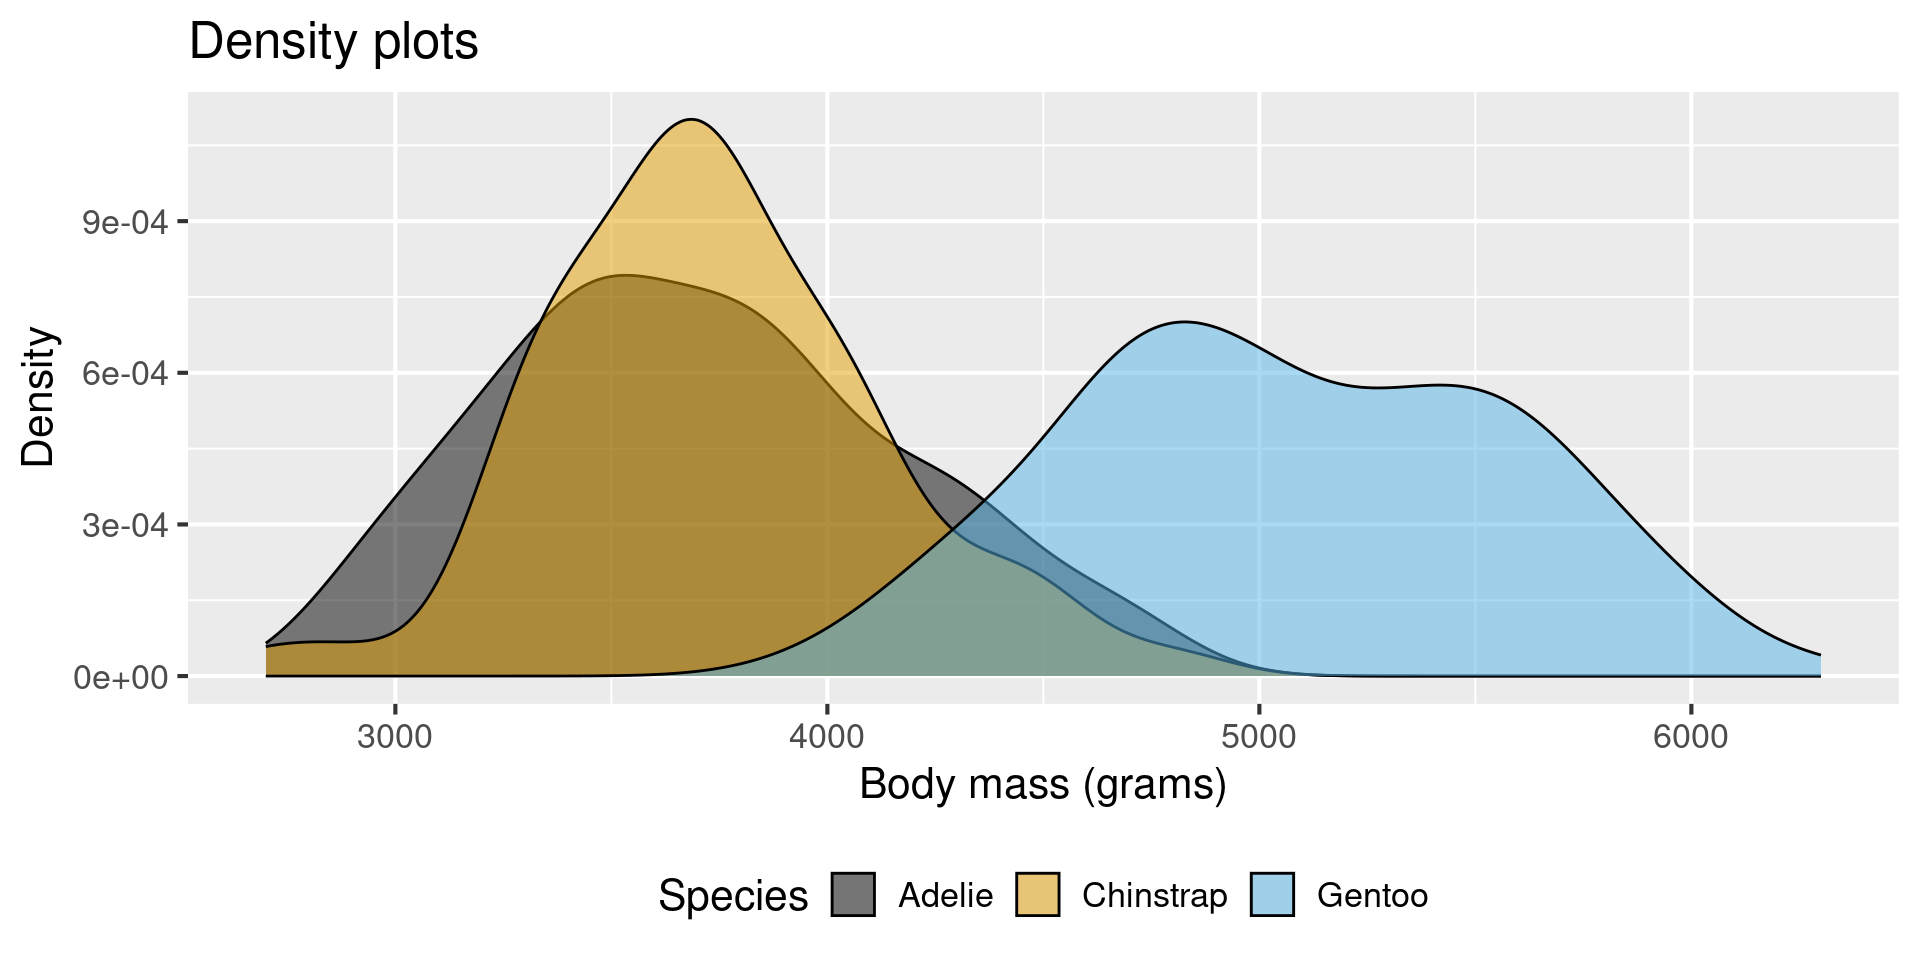 Density plots
Density
9e-04
6e-04
3e-04
0e+00
3000 4000 5000 6000
Body mass (grams)
Species Adelie Chinstrap Gentoo